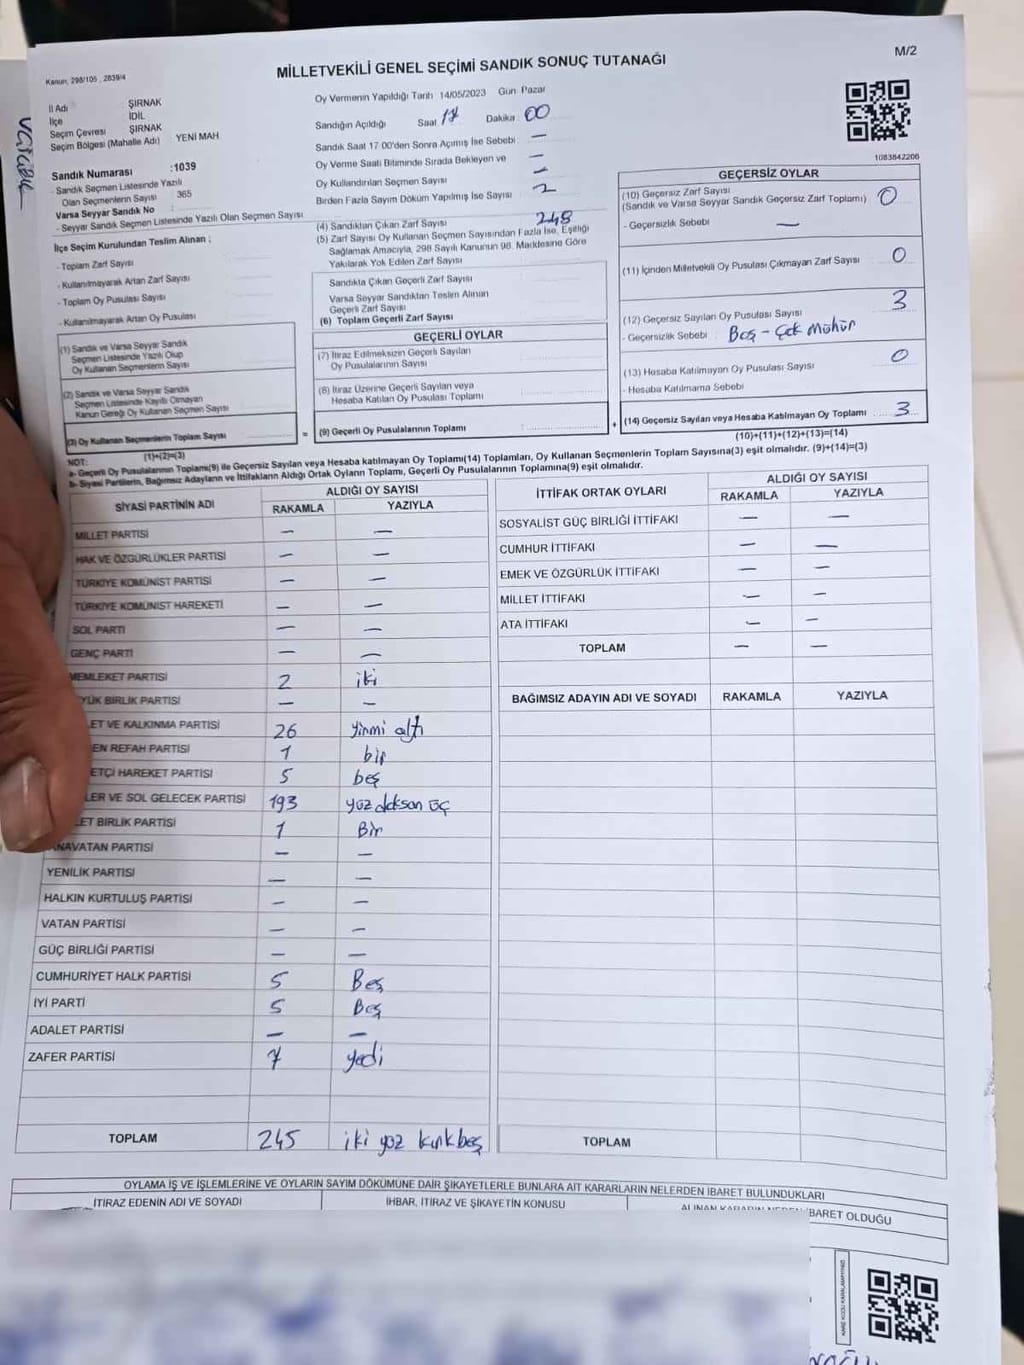 M/2
Kanun, 298/105 , 2839/4
MİLLETVEKİLİ GENEL SEÇİMİ SANDIK SONUÇ TUTANAĞI
İl Adı ŞIRNAK
İlçe İDİL
Seçim Çevresi ŞIRNAK
Seçim Bölgesi (Mahalle Adı) YENİ MAH
Sandık Numarası :1039
- Sandık Seçmen Listesinde Yazılı
Olan Seçmenlerin Sayısı 365
Varsa Seyyar Sandık No :
- Seyyar Sandık Seçmen Listesinde Yazılı Olan Seçmen Sayısı
İlçe Seçim Kurulundan Teslim Alınan ;
- Toplam Zarf Sayısı
- Kullanılmayarak Artan Zarf Sayısı
- Toplam Oy Pusulası Sayısı
- Kullanılmayarak Artan Oy Pusulası
(1) Sandık ve Varsa Seyyar Sandık
Seçmen Listesinde Yazılı Olup
Oy Kullanan Seçmenlerin Sayısı
(2) Sandık ve Varsa Seyyar Sandık
Seçmen Listesinde Kayıtlı Olmayan
Kanun Gereği Oy Kullanan Seçmen Sayısı
(3) Oy Kullanan Seçmenlerin Toplam Sayısı
(1)+(2)=(3)
Oy Vermenin Yapıldığı Tarih 14/05/2023 Gün Pazar
Sandığın Açıldığı Saat 17 Dakika 00
Sandık Saat 17:00'den Sonra Açılmış İse Sebebi : —
Oy Verme Saati Bitiminde Sırada Bekleyen ve —
Oy Kullandırılan Seçmen Sayısı —
Birden Fazla Sayım Döküm Yapılmış İse Sayısı : 2
(4) Sandıktan Çıkan Zarf Sayısı 248
(5) Zarf Sayısı Oy Kullanan Seçmen Sayısından Fazla İse, Eşitliği
Sağlamak Amacıyla, 298 Sayılı Kanunun 98. Maddesine Göre
Yakılarak Yok Edilen Zarf Sayısı
Sandıkta Çıkan Geçerli Zarf Sayısı
Varsa Seyyar Sandıktan Teslim Alınan
Geçerli Zarf Sayısı
(6) Toplam Geçerli Zarf Sayısı
GEÇERLİ OYLAR
(7) İtiraz Edilmeksizin Geçerli Sayılan
Oy Pusulalarının Sayısı
(8) İtiraz Üzerine Geçerli Sayılan veya
Hesaba Katılan Oy Pusulası Toplamı
= (9) Geçerli Oy Pusulalarının Toplamı :
1083842206
GEÇERSİZ OYLAR
(10) Geçersiz Zarf Sayısı
(Sandık ve Varsa Seyyar Sandık Geçersiz Zarf Toplamı) 0
- Geçersizlik Sebebi —
(11) İçinden Milletvekili Oy Pusulası Çıkmayan Zarf Sayısı 0
(12) Geçersiz Sayılan Oy Pusulası Sayısı 3
- Geçersizlik Sebebi : Boş - Çok Mühür
(13) Hesaba Katılmayan Oy Pusulası Sayısı 0
- Hesaba Katılmama Sebebi
+ (14) Geçersiz Sayılan veya Hesaba Katılmayan Oy Toplamı 3
(10)+(11)+(12)+(13)=(14)
NOT:
a- Geçerli Oy Pusulalarının Toplamı(9) ile Geçersiz Sayılan veya Hesaba katılmayan Oy Toplamı(14) Toplamları, Oy Kullanan Seçmenlerin Toplam Sayısına(3) eşit olmalıdır. (9)+(14)=(3)
b- Siyasi Partilerin, Bağımsız Adayların ve İttifakların Aldığı Ortak Oyların Toplamı, Geçerli Oy Pusulalarının Toplamına(9) eşit olmalıdır.
SİYASİ PARTİNİN ADI ALDIĞI OY SAYISI
RAKAMLA YAZIYLA
MİLLET PARTİSİ — —
HAK VE ÖZGÜRLÜKLER PARTİSİ — —
TÜRKİYE KOMÜNİST PARTİSİ — —
TÜRKİYE KOMÜNİST HAREKETİ — —
SOL PARTİ — —
GENÇ PARTİ — —
MEMLEKET PARTİSİ 2 iki
YÜK BİRLİK PARTİSİ — —
LET VE KALKINMA PARTİSİ 26 yirmi altı
EN REFAH PARTİSİ 1 bir
ETÇİ HAREKET PARTİSİ 5 beş
LER VE SOL GELECEK PARTİSİ 193 yüz doksan üç
ET BİRLİK PARTİSİ 1 Bir
ANAVATAN PARTİSİ — —
YENİLİK PARTİSİ — —
HALKIN KURTULUŞ PARTİSİ — —
VATAN PARTİSİ — —
GÜÇ BİRLİĞİ PARTİSİ — —
CUMHURİYET HALK PARTİSİ 5 Beş
İYİ PARTİ 5 Beş
ADALET PARTİSİ — —
ZAFER PARTİSİ 7 yedi
TOPLAM 245 iki yüz kırk beş
İTTİFAK ORTAK OYLARI ALDIĞI OY SAYISI
RAKAMLA YAZIYLA
SOSYALİST GÜÇ BİRLİĞİ İTTİFAKI — —
CUMHUR İTTİFAKI — —
EMEK VE ÖZGÜRLÜK İTTİFAKI — —
MİLLET İTTİFAKI — —
ATA İTTİFAKI — —
TOPLAM — —
BAĞIMSIZ ADAYIN ADI VE SOYADI RAKAMLA YAZIYLA
TOPLAM
OYLAMA İŞ VE İŞLEMLERİNE VE OYLARIN SAYIM DÖKÜMÜNE DAİR ŞİKAYETLERLE BUNLARA AİT KARARLARIN NELERDEN İBARET BULUNDUKLARI
İTİRAZ EDENİN ADI VE SOYADI İHBAR, İTİRAZ VE ŞİKAYETİN KONUSU ALINAN KARARIN NEDEN İBARET OLDUĞU